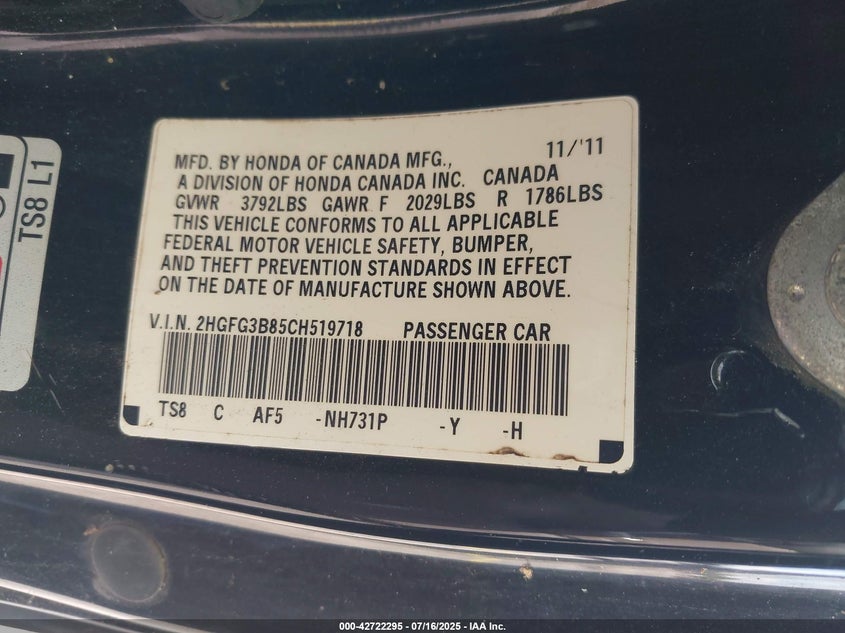 TS8 L1
11/'11
MFD. BY HONDA OF CANADA MFG.,
A DIVISION OF HONDA CANADA INC. CANADA
GVWR 3792LBS GAWR F 2029LBS R 1786LBS
THIS VEHICLE CONFORMS TO ALL APPLICABLE
FEDERAL MOTOR VEHICLE SAFETY, BUMPER,
AND THEFT PREVENTION STANDARDS IN EFFECT
ON THE DATE OF MANUFACTURE SHOWN ABOVE.
V.I.N. 2HGFG3B85CH519718 PASSENGER CAR
TS8 C AF5 -NH731P -Y -H
000-42722295 - 07/16/2025 - IAA Inc.